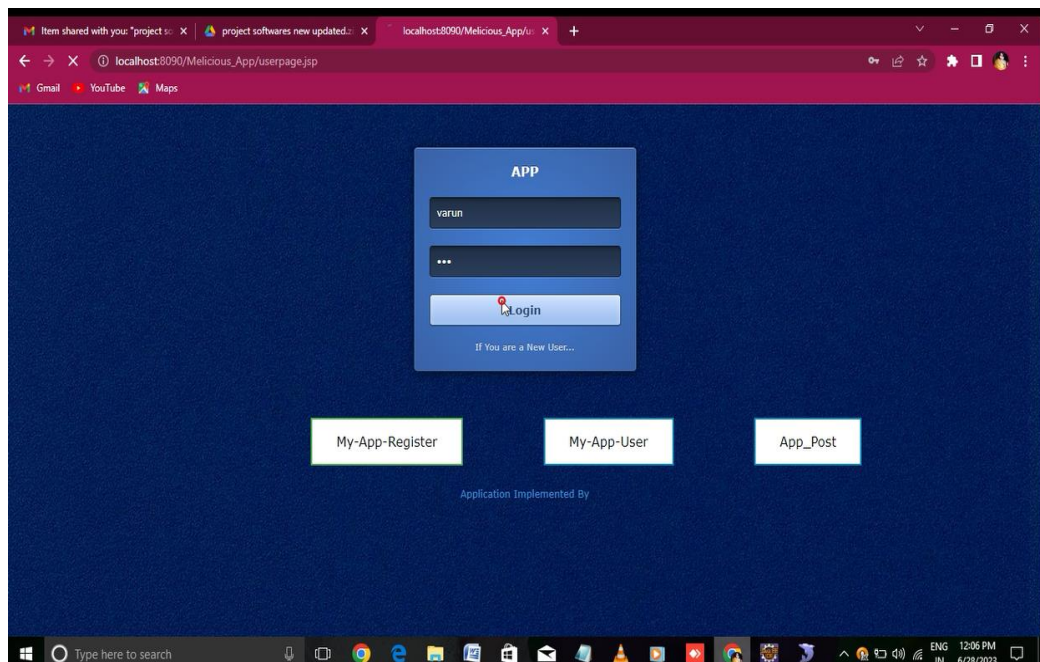 Item shared with you: "project so
project softwares new updated.z
localhost:8090/Melicious_App/us
localhost:8090/Melicious_App/userpage.jsp
Gmail YouTube Maps
APP
varun
•••
Login
If You are a New User...
My-App-Register My-App-User App_Post
Application Implemented By
Type here to search
ENG 12:06 PM
IN 6/28/2023